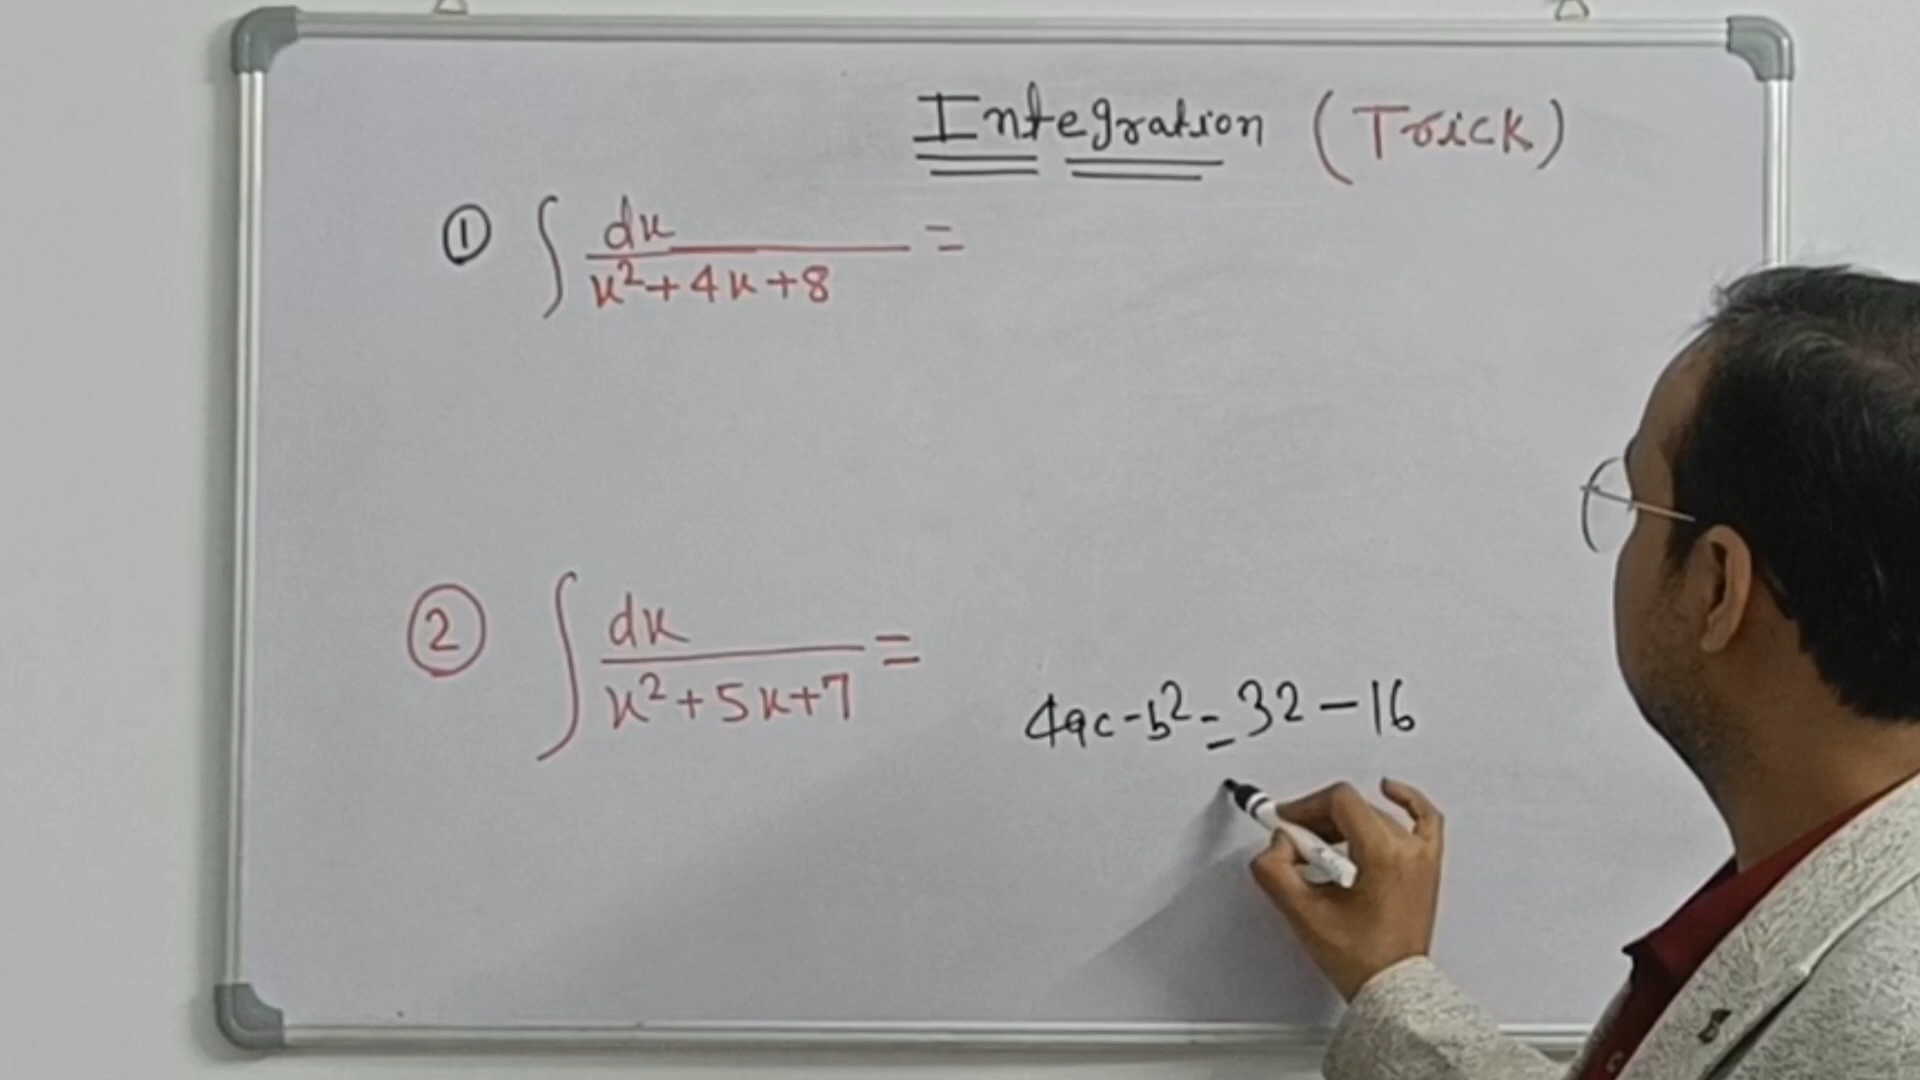 Integration (Trick)
① ∫ dx / x²+4x+8 =
② ∫ dx / x²+5x+7 =
4ac-b² = 32-16